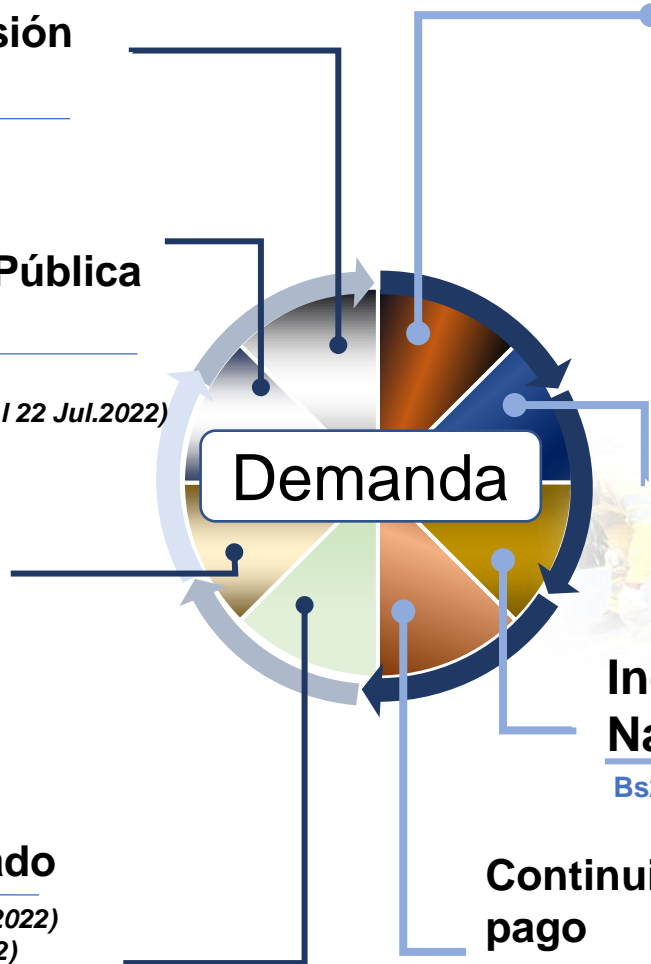 sión
Pública
l 22 Jul.2022)
Demanda
In
Na
Bs
ado
2022)
2)
Continui
pago